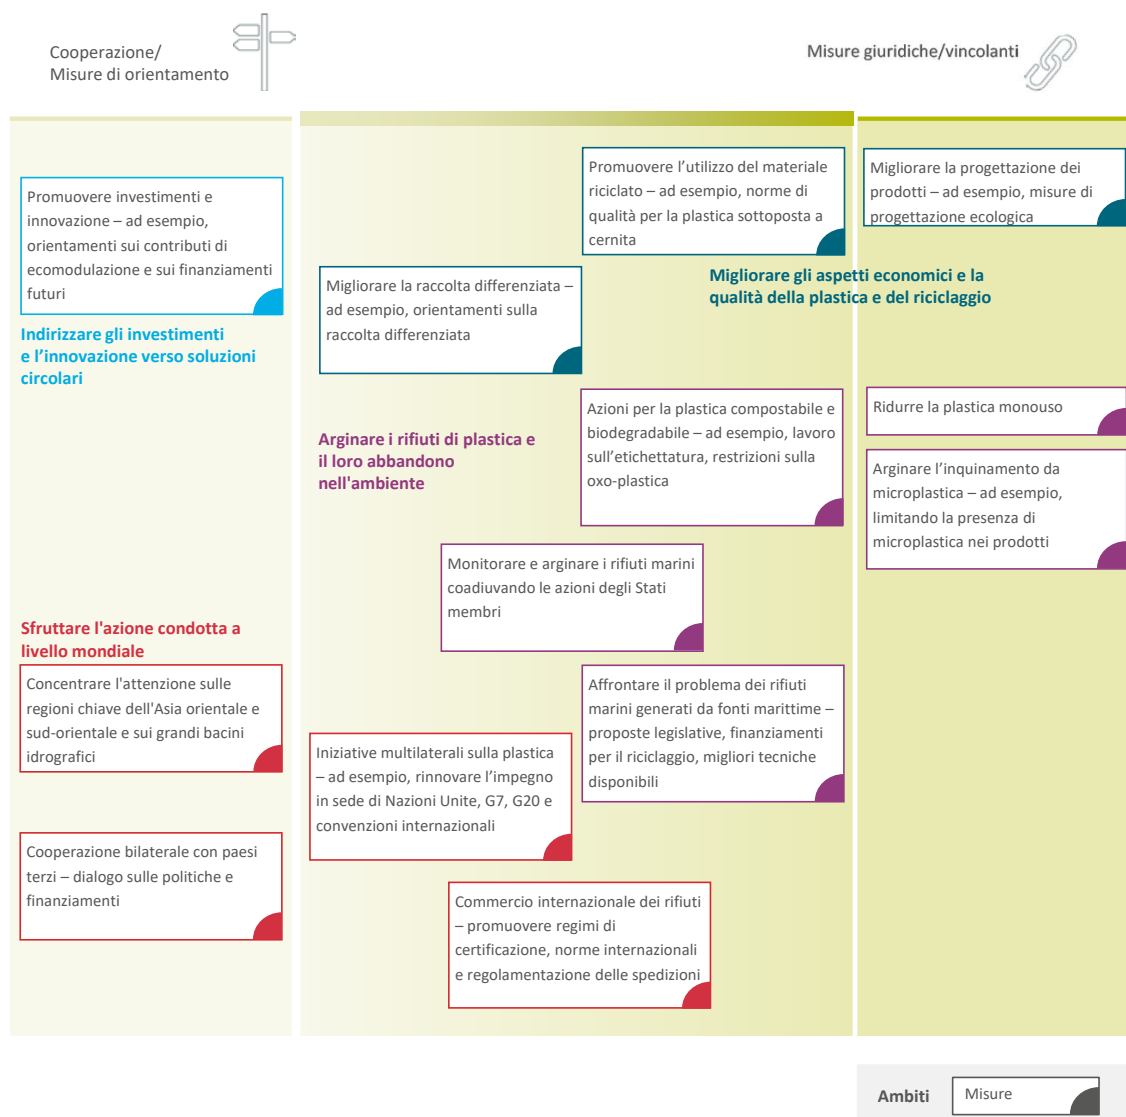 Cooperazione/
Misure di orientamento
Misure giuridiche/vincolanti
Promuovere investimenti e
innovazione – ad esempio,
orientamenti sui contributi di
ecomodulazione e sui finanziamenti
futuri
Indirizzare gli investimenti
e l’innovazione verso soluzioni
circolari
Sfruttare l'azione condotta a
livello mondiale
Concentrare l'attenzione sulle
regioni chiave dell'Asia orientale e
sud-orientale e sui grandi bacini
idrografici
Cooperazione bilaterale con paesi
terzi – dialogo sulle politiche e
finanziamenti
Promuovere l’utilizzo del materiale
riciclato – ad esempio, norme di
qualità per la plastica sottoposta a
cernita
Migliorare la raccolta differenziata –
ad esempio, orientamenti sulla
raccolta differenziata
Migliorare gli aspetti economici e la
qualità della plastica e del riciclaggio
Arginare i rifiuti di plastica e
il loro abbandono
nell'ambiente
Azioni per la plastica compostabile e
biodegradabile – ad esempio, lavoro
sull’etichettatura, restrizioni sulla
oxo-plastica
Monitorare e arginare i rifiuti marini
coadiuvando le azioni degli Stati
membri
Affrontare il problema dei rifiuti
marini generati da fonti marittime –
proposte legislative, finanziamenti
per il riciclaggio, migliori tecniche
disponibili
Iniziative multilaterali sulla plastica
– ad esempio, rinnovare l’impegno
in sede di Nazioni Unite, G7, G20 e
convenzioni internazionali
Commercio internazionale dei rifiuti
– promuovere regimi di
certificazione, norme internazionali
e regolamentazione delle spedizioni
Migliorare la progettazione dei
prodotti – ad esempio, misure di
progettazione ecologica
Ridurre la plastica monouso
Arginare l’inquinamento da
microplastica – ad esempio,
limitando la presenza di
microplastica nei prodotti
Ambiti
Misure